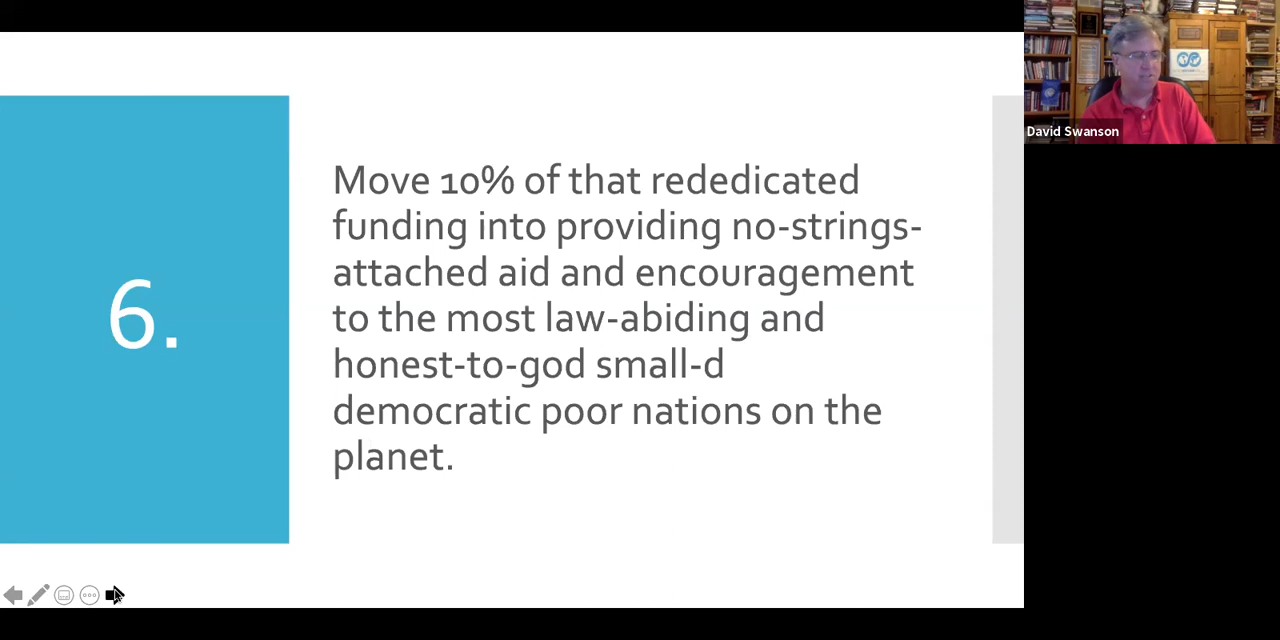 6.
Move 10% of that rededicated
funding into providing no-strings-
attached aid and encouragement
to the most law-abiding and
honest-to-god small-d
democratic poor nations on the
planet.
David Swanson